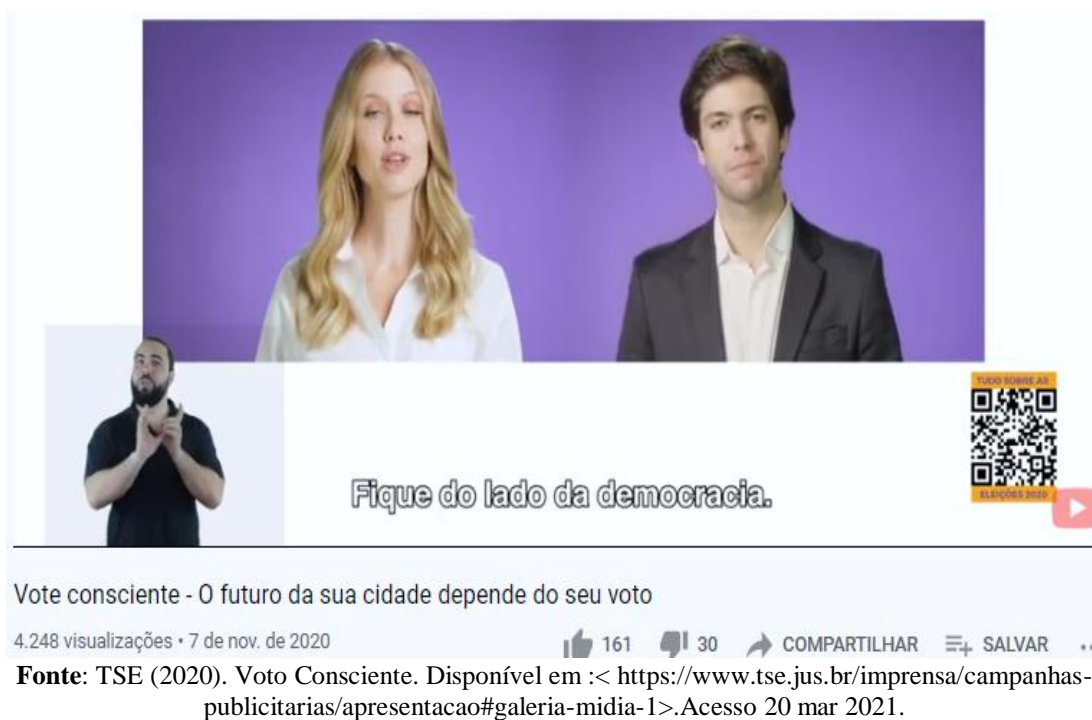 TUDO SOBRE AS
ELEIÇÕES 2020
Fique do lado da democracia.
Vote consciente - O futuro da sua cidade depende do seu voto
4.248 visualizações • 7 de nov. de 2020
161 30 COMPARTILHAR SALVAR
Fonte: TSE (2020). Voto Consciente. Disponível em :< https://www.tse.jus.br/imprensa/campanhas-
publicitarias/apresentacao#galeria-midia-1>.Acesso 20 mar 2021.